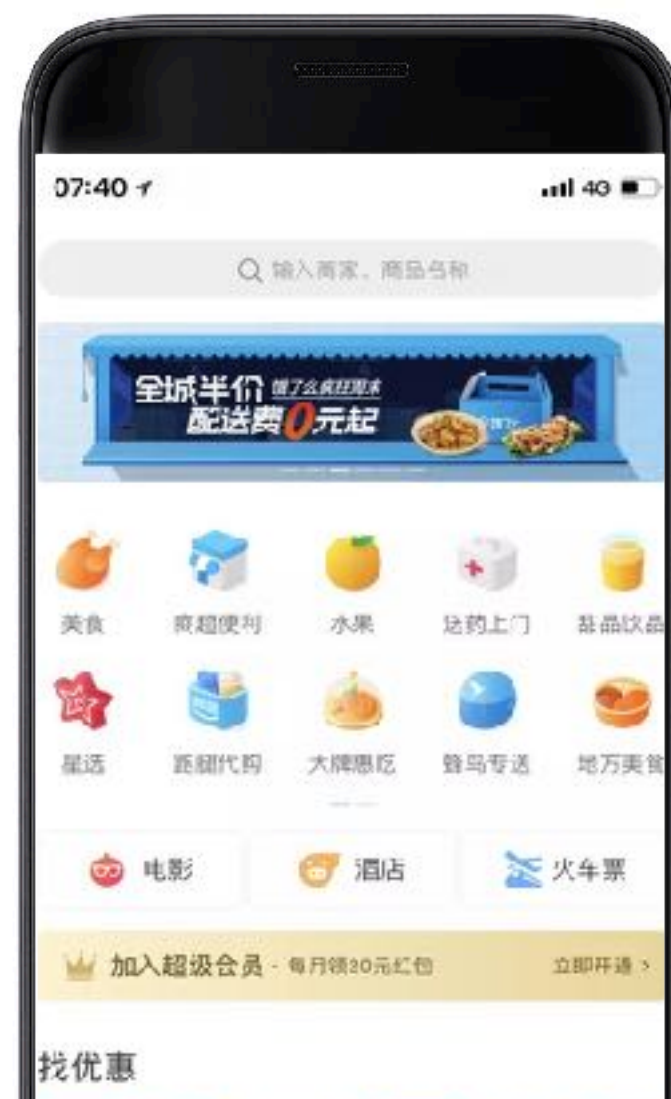 07:40
4G
输入商家、商品名称
全城半价 饿了么疯狂周末
配送费0元起
美食 商超便利 水果 送药上门 甜品饮品
星选 跑腿代购 大牌惠吃 蜂鸟专送 地方美食
电影 酒店 火车票
加入超级会员 · 每月领20元红包 立即开通 >
找优惠